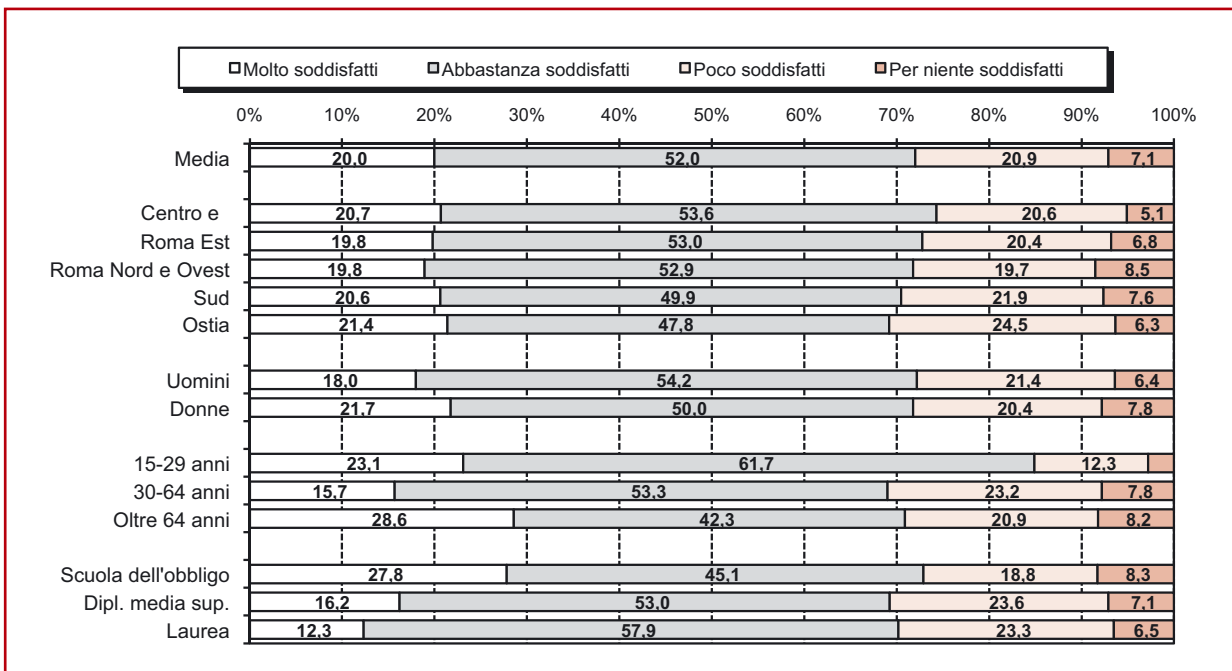 Molto soddisfatti Abbastanza soddisfatti Poco soddisfatti Per niente soddisfatti
0% 10% 20% 30% 40% 50% 60% 70% 80% 90% 100%
Media 20,0 52,0 20,9 7,1
Centro e 20,7 53,6 20,6 5,1
Roma Est 19,8 53,0 20,4 6,8
Roma Nord e Ovest 19,8 52,9 19,7 8,5
Sud 20,6 49,9 21,9 7,6
Ostia 21,4 47,8 24,5 6,3
Uomini 18,0 54,2 21,4 6,4
Donne 21,7 50,0 20,4 7,8
15-29 anni 23,1 61,7 12,3
30-64 anni 15,7 53,3 23,2 7,8
Oltre 64 anni 28,6 42,3 20,9 8,2
Scuola dell'obbligo 27,8 45,1 18,8 8,3
Dipl. media sup. 16,2 53,0 23,6 7,1
Laurea 12,3 57,9 23,3 6,5